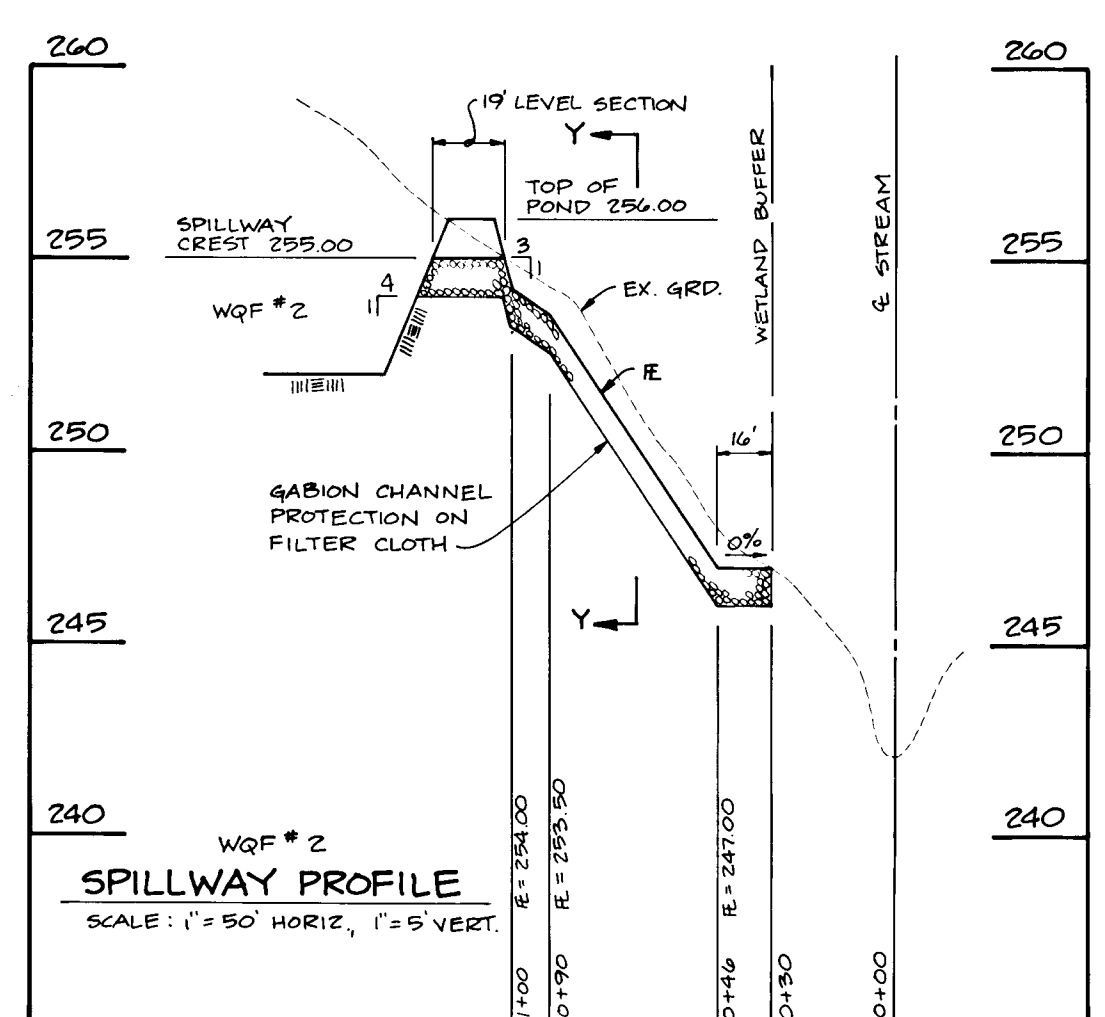 260
260
19' LEVEL SECTION
Y
TOP OF
POND 256.00
WETLAND BUFFER
℄ STREAM
SPILLWAY
CREST 255.00
255
255
3
1
4
1
WQF #2
EX. GRD.
℄
250
250
16'
GABION CHANNEL
PROTECTION ON
FILTER CLOTH
0%
Y
245
245
240
240
WQF #2
SPILLWAY PROFILE
SCALE: 1"=50' HORIZ., 1"=5' VERT.
= 254.00
= 253.50
= 247.00
1+00
0+90
0+46
0+30
0+00